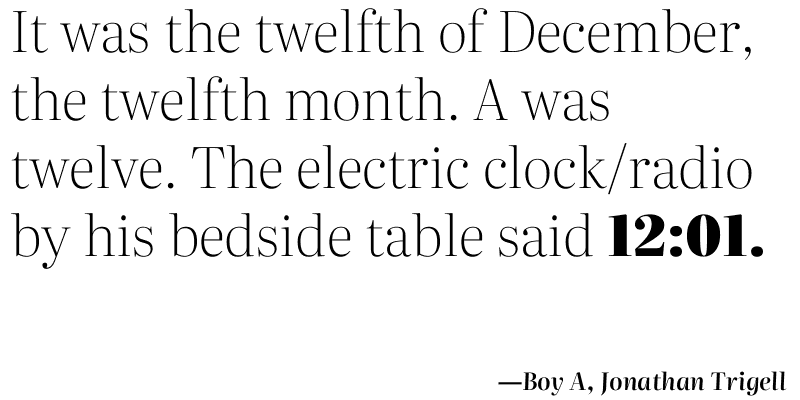 It was the twelfth of December,
the twelfth month. A was
twelve. The electric clock/radio
by his bedside table said 12:01.
—Boy A, Jonathan Trigell